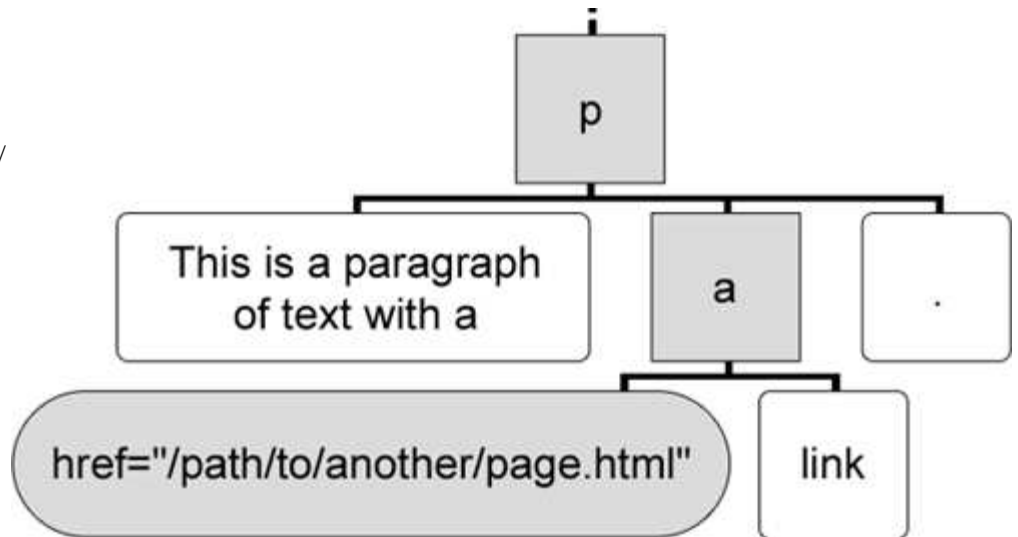 p
/
This is a paragraph
of text with a
a
.
href="/path/to/another/page.html"
link